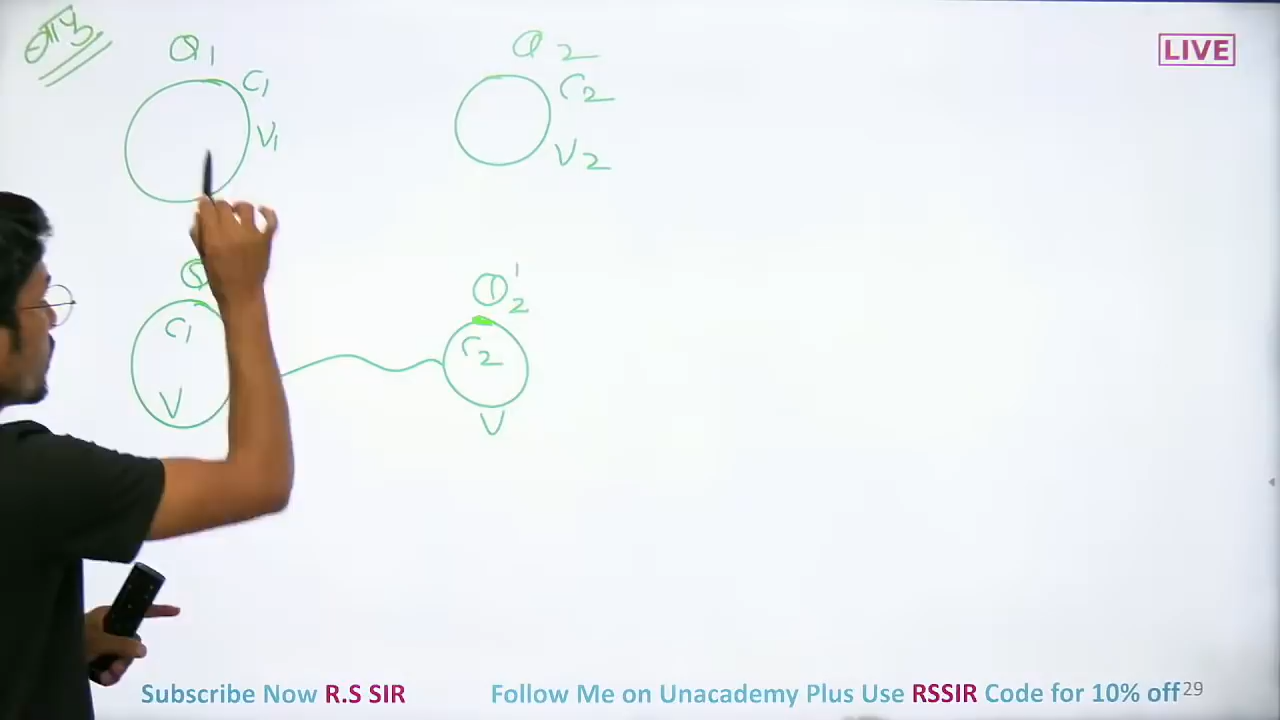 Q1
Q2
C1
C2
V1
V2
LIVE
Q2'
C1
C2
V
V
Subscribe Now R.S SIR
Follow Me on Unacademy Plus Use RSSIR Code for 10% off
29